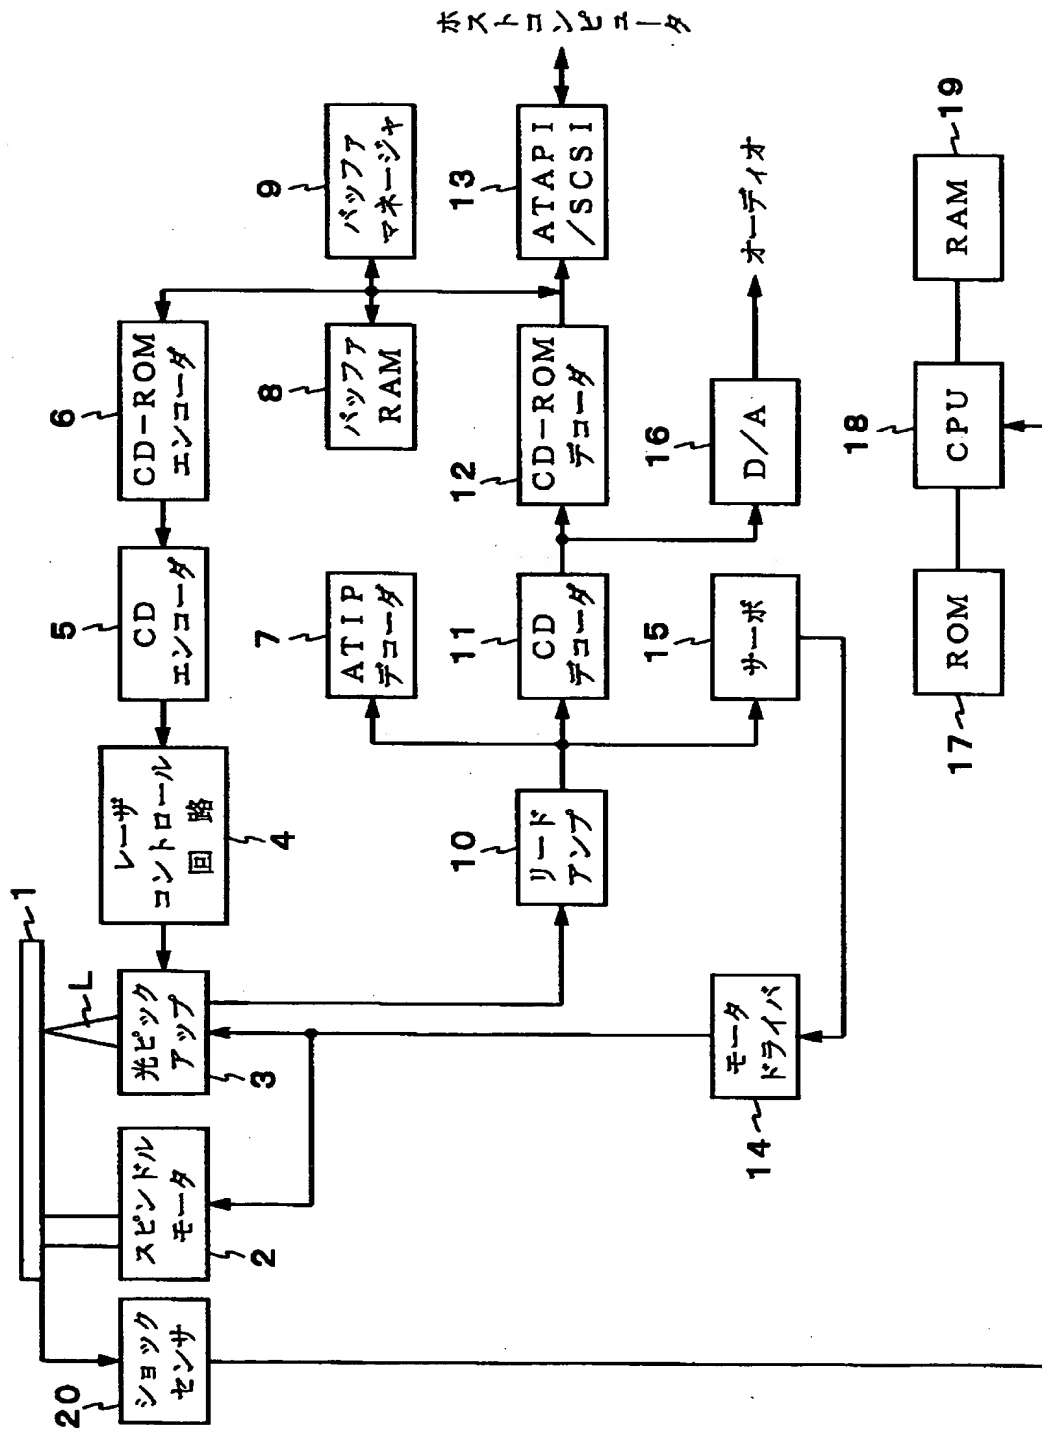 1
L
20
ショック
センサ
2
スピンドル
モータ
3
光ピック
アップ
4
レーザ
コントロール
回路
5
CD
エンコーダ
6
CD-ROM
エンコーダ
7
ATIP
デコーダ
8
バッファ
RAM
9
バッファ
マネージャ
10
リード
アンプ
11
CD
デコーダ
12
CD-ROM
デコーダ
13
ATAPI
/SCSI
ホストコンピュータ
14
モータ
ドライバ
15
サーボ
16
D/A
オーディオ
17
ROM
18
CPU
19
RAM